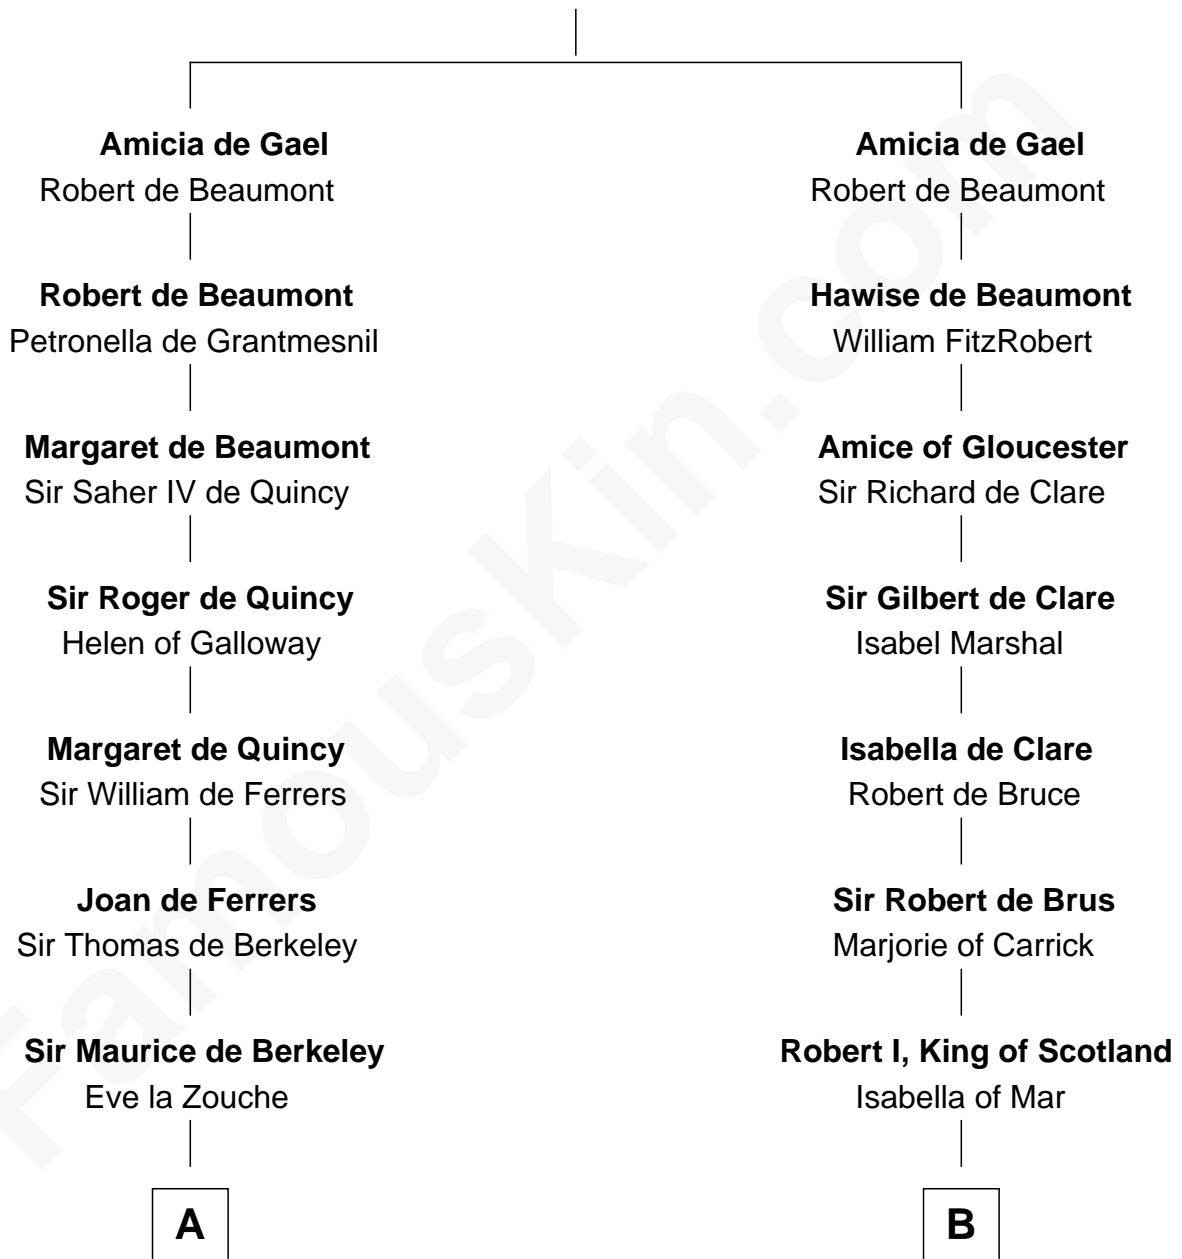 Amicia de Gael
Robert de Beaumont
Robert de Beaumont
Petronella de Grantmesnil
Margaret de Beaumont
Sir Saher IV de Quincy
Sir Roger de Quincy
Helen of Galloway
Margaret de Quincy
Sir William de Ferrers
Joan de Ferrers
Sir Thomas de Berkeley
Sir Maurice de Berkeley
Eve la Zouche
A
Amicia de Gael
Robert de Beaumont
Hawise de Beaumont
William FitzRobert
Amice of Gloucester
Sir Richard de Clare
Sir Gilbert de Clare
Isabel Marshal
Isabella de Clare
Robert de Bruce
Sir Robert de Brus
Marjorie of Carrick
Robert I, King of Scotland
Isabella of Mar
B
FamousKin.com